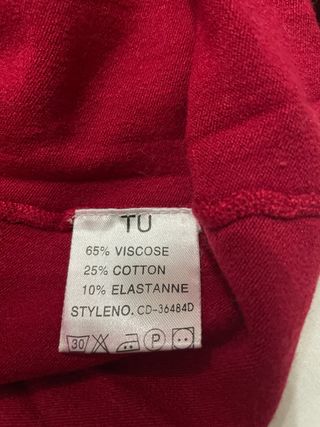 TU
65% VISCOSE
25% COTTON
10% ELASTANNE
STYLENO. CD-36484D
30 P